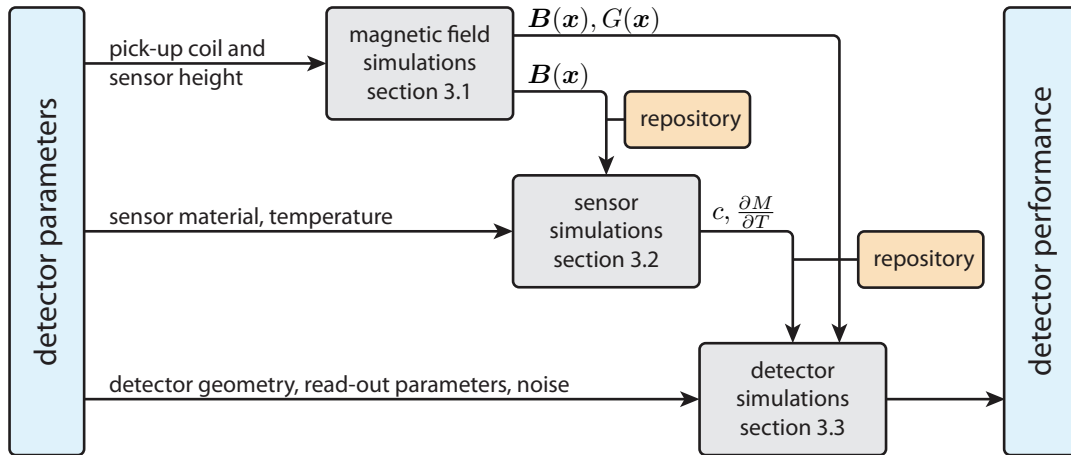 detector parameters
pick-up coil and
sensor height
magnetic field
simulations
section 3.1
B(x), G(x)
B(x)
repository
sensor material, temperature
sensor
simulations
section 3.2
c, ∂M/∂T
repository
detector geometry, read-out parameters, noise
detector
simulations
section 3.3
detector performance